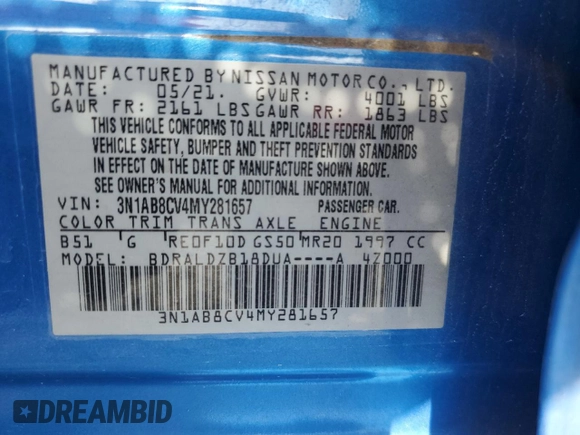 MANUFACTURED BY NISSAN MOTOR CO., LTD.
DATE: 05/21. GVWR: 4001 LBS
GAWR FR: 2161 LBS GAWR RR: 1863 LBS
THIS VEHICLE CONFORMS TO ALL APPLICABLE FEDERAL MOTOR
VEHICLE SAFETY, BUMPER AND THEFT PREVENTION STANDARDS
IN EFFECT ON THE DATE OF MANUFACTURE SHOWN ABOVE.
SEE OWNER'S MANUAL FOR ADDITIONAL INFORMATION.
VIN: 3N1AB8CV4MY281657 PASSENGER CAR.
COLOR TRIM TRANS AXLE ENGINE
B51 G RE0F10D GS50 MR20 1997 CC
MODEL: BDRALDZB18DUA----A 4Z000
3N1AB8CV4MY281657
DREAMBID